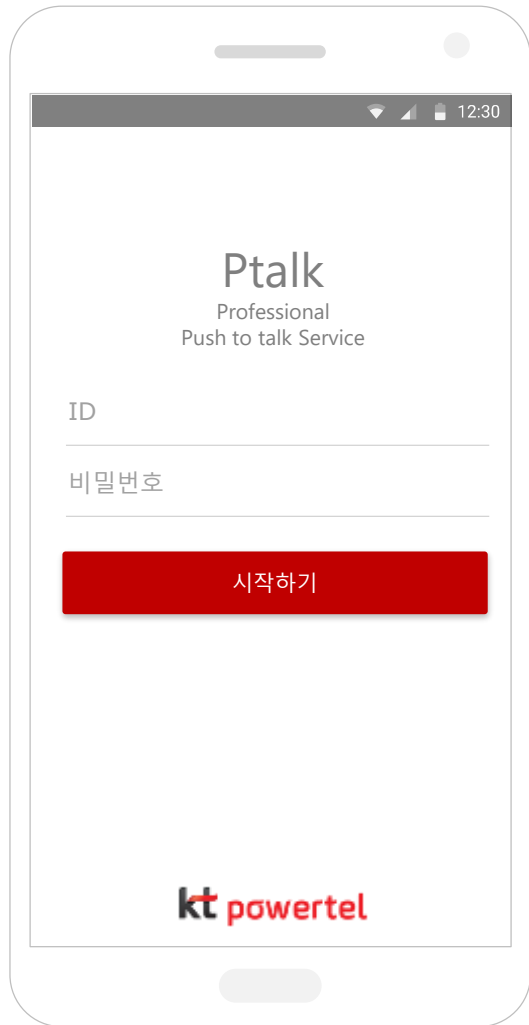 12:30
Ptalk
Professional
Push to talk Service
ID
비밀번호
시작하기
kt powertel